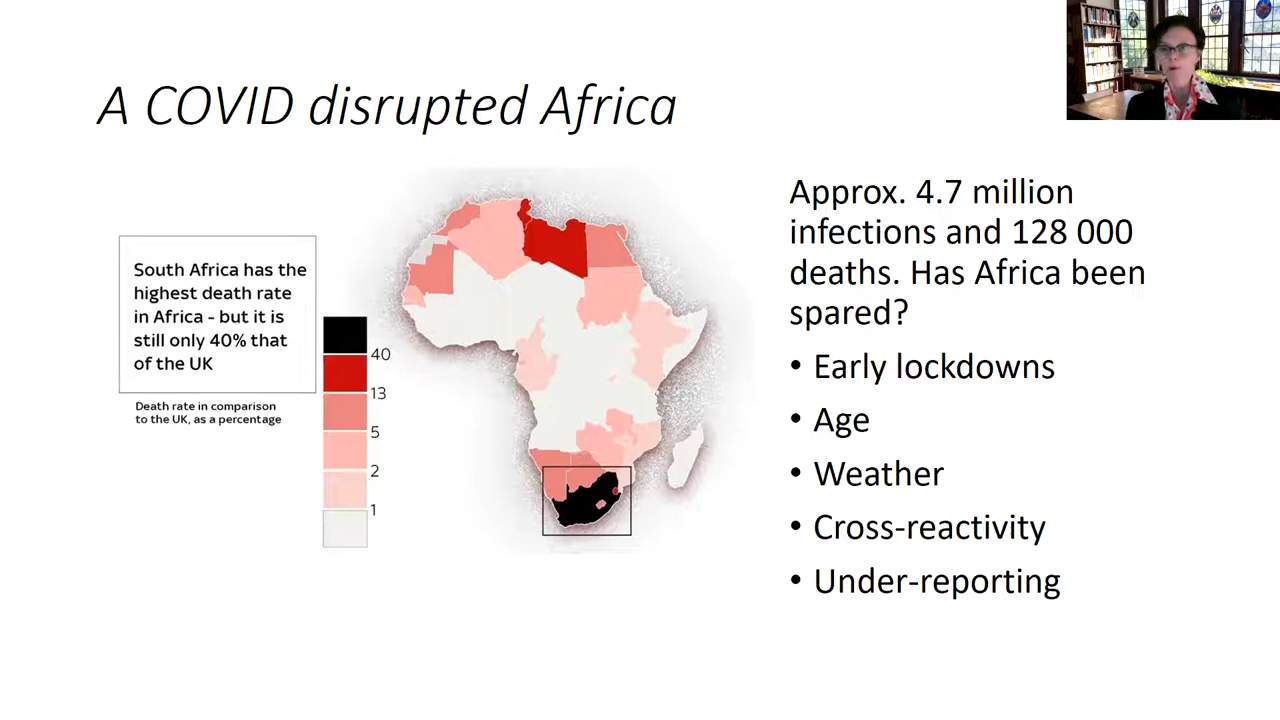 A COVID disrupted Africa
South Africa has the
highest death rate
in Africa - but it is
still only 40% that
of the UK
Death rate in comparison
to the UK, as a percentage
40
13
5
2
1
Approx. 4.7 million
infections and 128 000
deaths. Has Africa been
spared?
• Early lockdowns
• Age
• Weather
• Cross-reactivity
• Under-reporting